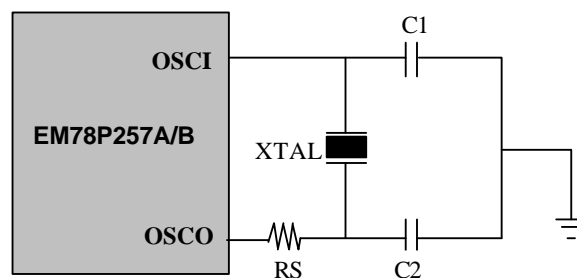 C1
OSCI
EM78P257A/B
XTAL
OSCO
RS
C2